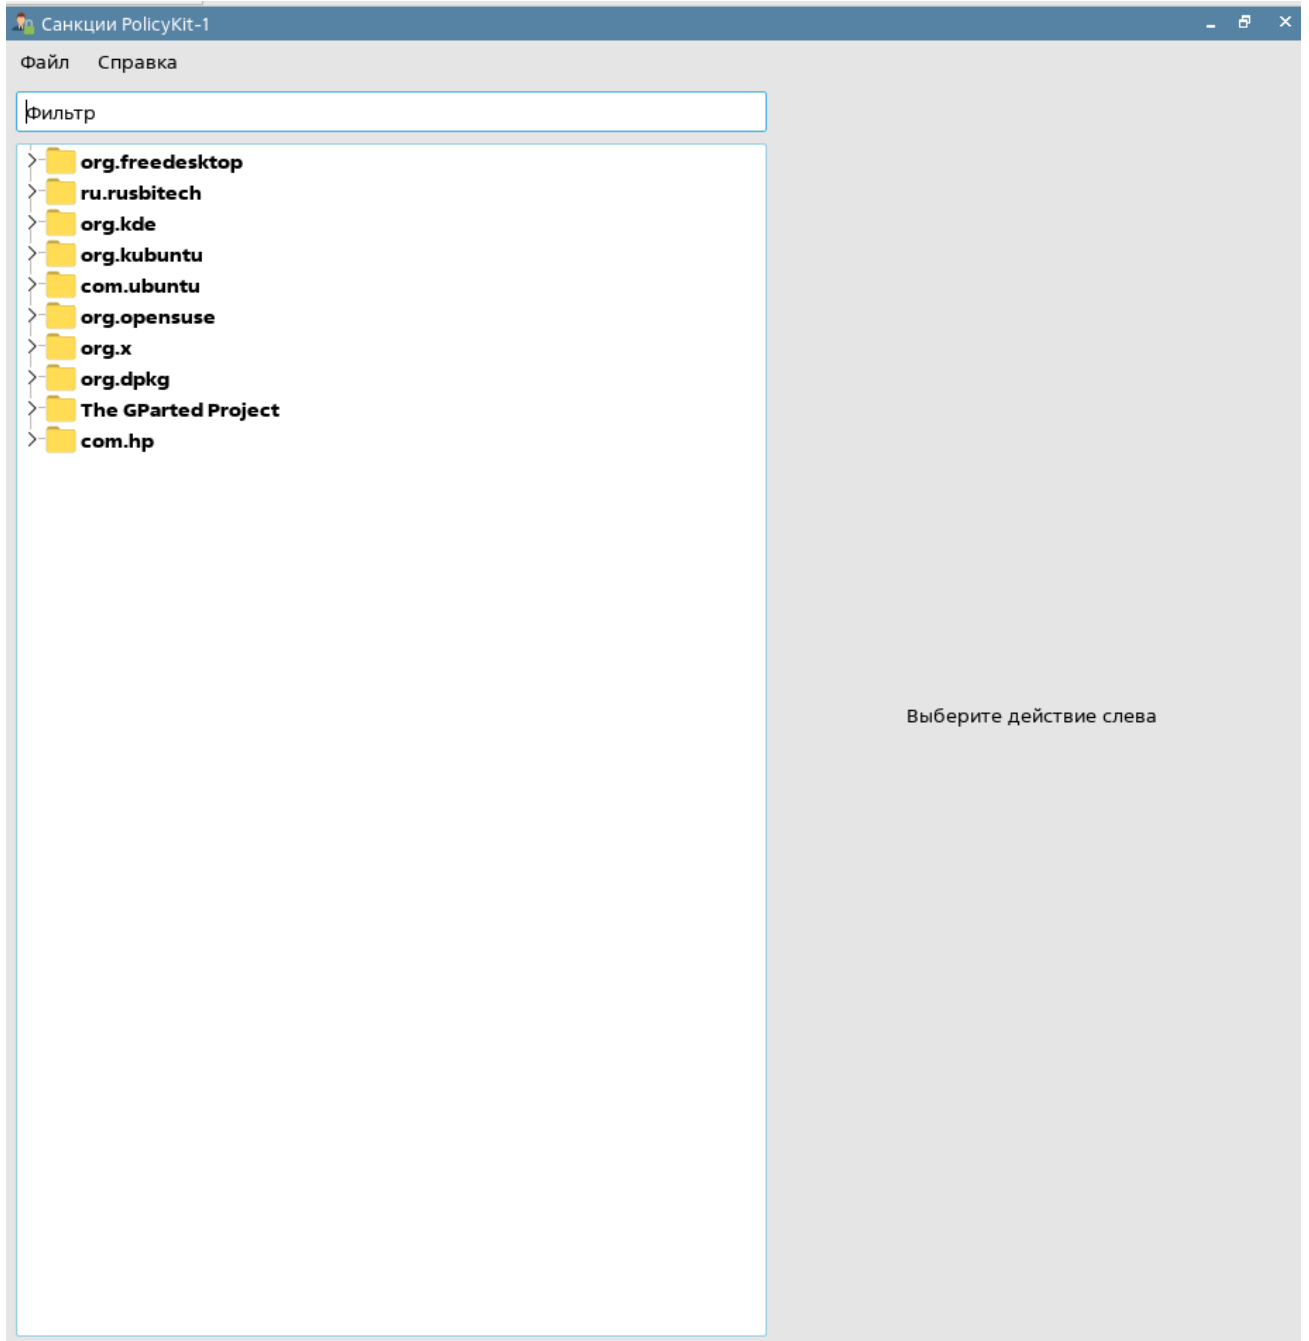 Санкции PolicyKit-1
Файл Справка
Фильтр
org.freedesktop
ru.rusbitech
org.kde
org.kubuntu
com.ubuntu
org.opensuse
org.x
org.dpkg
The GParted Project
com.hp
Выберите действие слева